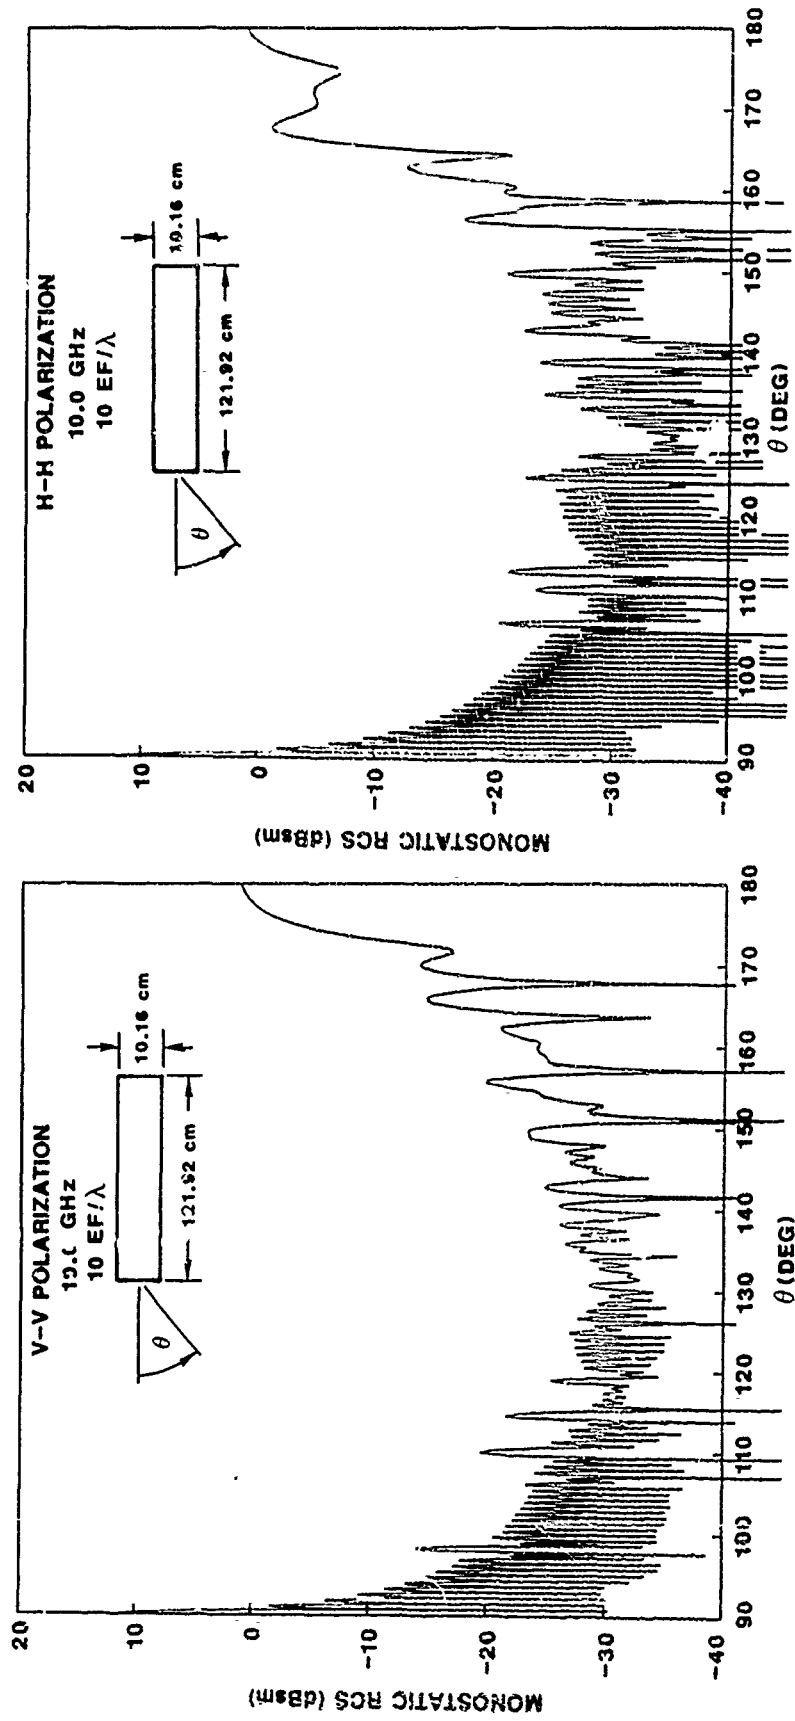 V-V POLARIZATION
GHz
10 EF/λ
10.16 cm
121.92 cm
θ
MONOSTATIC RCS (dBsm)
20
10
0
-10
-20
-30
-40
90
100
110
120
130
140
150
160
170
180
θ (DEG)
H-H POLARIZATION
10.0 GHz
10 EF/λ
10.16 cm
121.92 cm
θ
MONOSTATIC RCS (dBsm)
20
10
0
-10
-20
-30
-40
90
100
110
120
130
140
150
160
170
180
θ (DEG)